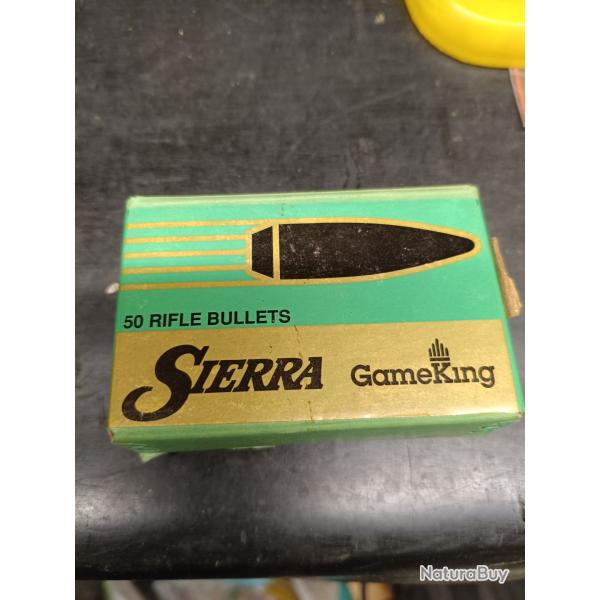 50 RIFLE BULLETS
SIERRA GameKing
NaturaBuy